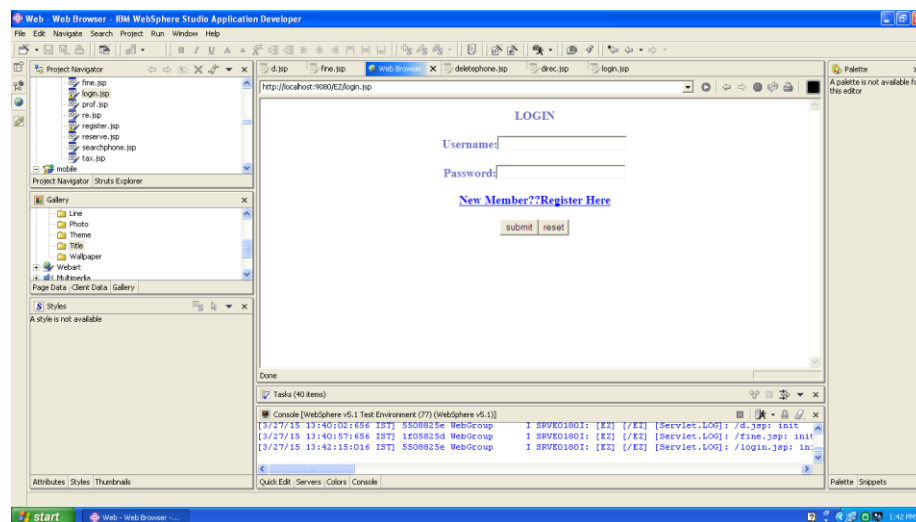 Web - Web Browser - IBM WebSphere Studio Application Developer
File Edit Navigate Search Project Run Window Help
Project Navigator
fine.jsp
login.jsp
prof.jsp
re.jsp
register.jsp
reserve.jsp
searchphone.jsp
tax.jsp
mobile
Project Navigator Struts Explorer
Gallery
Line
Photo
Theme
Title
Wallpaper
Webart
Multimedia
Page Data Client Data Gallery
Styles
A style is not available
Attributes Styles Thumbnails
d.jsp fine.jsp Web Browser deletephone.jsp direc.jsp login.jsp
http://localhost:9080/EZ/login.jsp
LOGIN
Username:
Password:
New Member??Register Here
submit reset
Done
Tasks (40 items)
Console [WebSphere v5.1 Test Environment (77) (WebSphere v5.1)]
[3/27/15 13:40:02:656 IST] 5508825e WebGroup I SRVE0180I: [EZ] [/EZ] [Servlet.LOG]: /d.jsp: init
[3/27/15 13:40:57:656 IST] 1f05825d WebGroup I SRVE0180I: [EZ] [/EZ] [Servlet.LOG]: /fine.jsp: init
[3/27/15 13:42:15:016 IST] 5508825e WebGroup I SRVE0180I: [EZ] [/EZ] [Servlet.LOG]: /login.jsp: in
Quick Edit Servers Colors Console
Palette
A palette is not available fo
this editor
Palette Snippets
start Web - Web Browser -... 1:42 PM